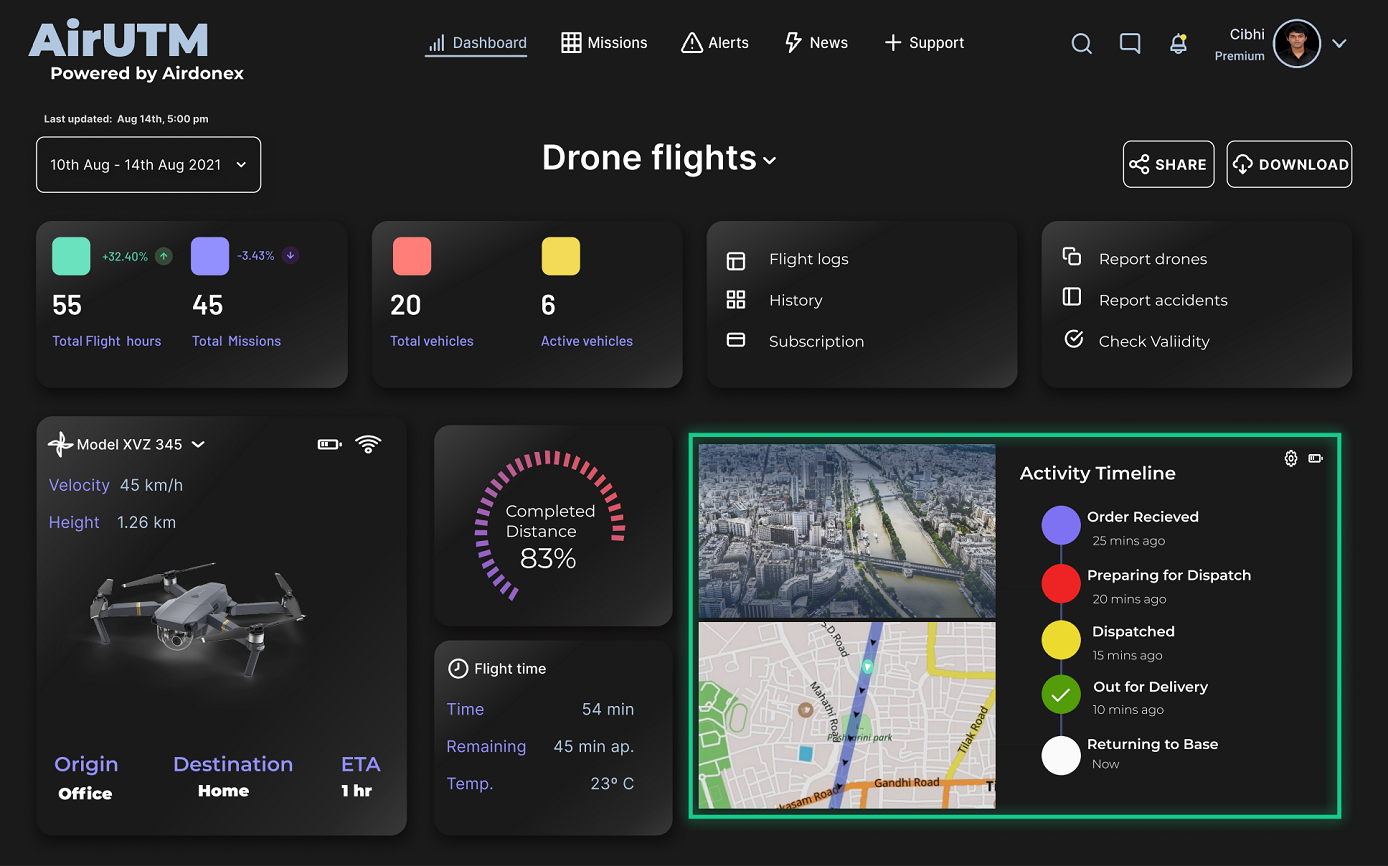 AirUTM
Powered by Airdonex
Dashboard
Missions
Alerts
News
Support
Cibhi
Premium
Last updated: Aug 14th, 5:00 pm
10th Aug - 14th Aug 2021
Drone flights
SHARE
DOWNLOAD
+32.40%
-3.43%
55
45
Total Flight hours
Total Missions
20
6
Total vehicles
Active vehicles
Flight logs
History
Subscription
Report drones
Report accidents
Check Valiidity
Model XVZ 345
Velocity 45 km/h
Height 1.26 km
Origin
Office
Destination
Home
ETA
1 hr
Completed
Distance
83%
Flight time
Time 54 min
Remaining 45 min ap.
Temp. 23º C
S.D.Road
Mahathi Road
park
Tilak Road
Gandhi Road
Activity Timeline
Order Recieved
25 mins ago
Preparing for Dispatch
20 mins ago
Dispatched
15 mins ago
Out for Delivery
10 mins ago
Returning to Base
Now